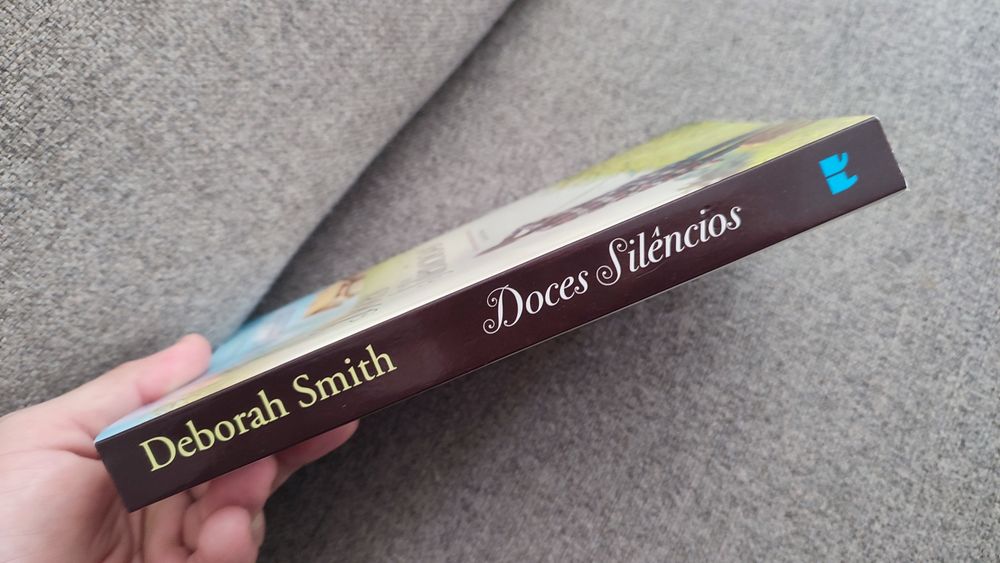 Deborah Smith
Doces Silêncios